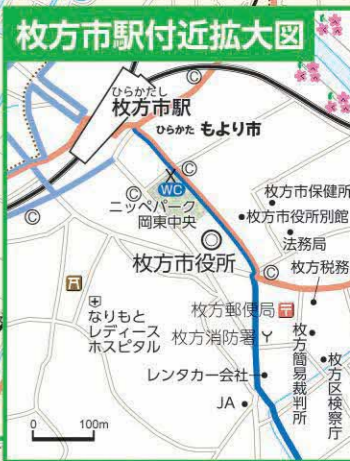 枚方市駅付近拡大図
ひらかたし
枚方市駅
ひらかた もより市
WC
ニッペパーク
岡東中央
枚方市保健所
枚方市役所別館
法務局
枚方市役所
枚方税務
なりもと
レディース
ホスピタル
枚方郵便局
枚方消防署
レンタカー会社
JA
枚方簡易裁判所
枚方区検察庁
0 100m
C
C
C
C
C